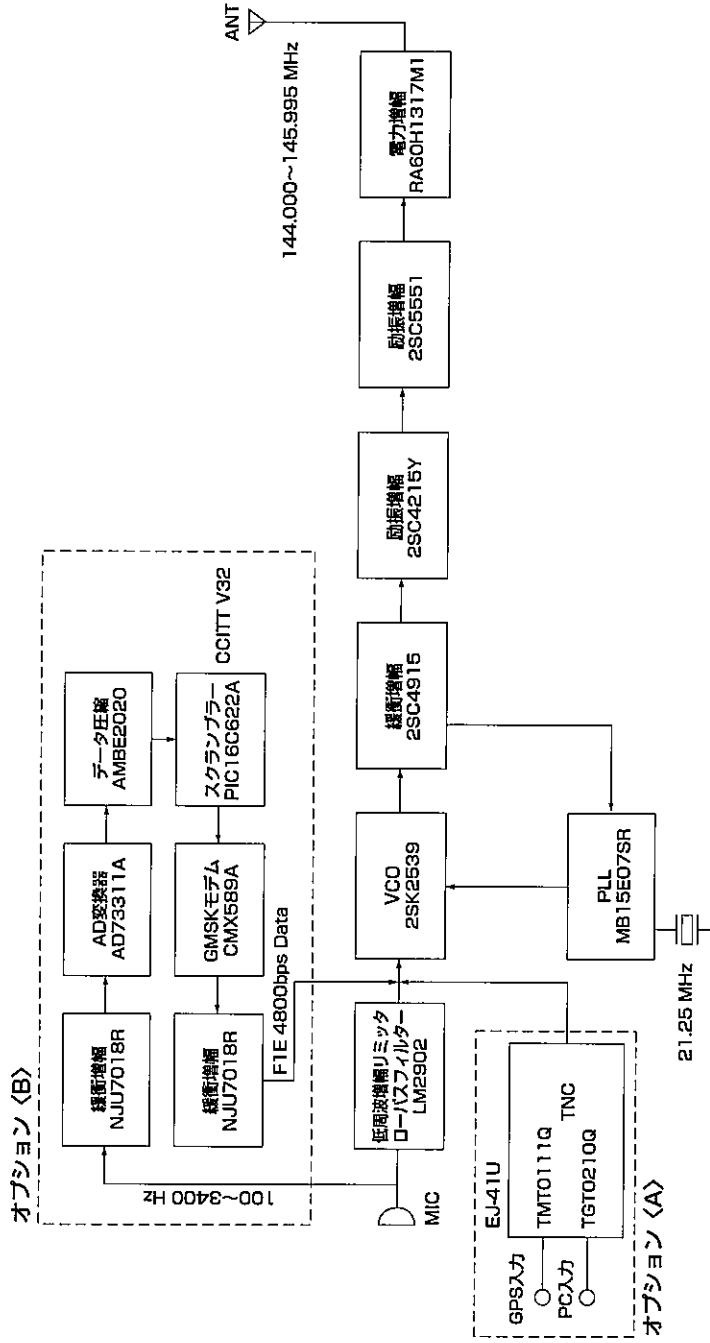 オプション〈B〉
緩衝増幅
NJU7018R
AD変換器
AD73311A
データ圧縮
AMBE2020
緩衝増幅
NJU7018R
GMSKモデム
CMX589A
スクランブラー
PIC16C622A
CCITT V32
100~3400 Hz
F1E 4800bps Data
MIC
低周波増幅リミッタ
ローパスフィルター
LM2902
VCO
2SK2539
緩衝増幅
2SC4915
励振増幅
2SC4215Y
励振増幅
2SC5551
電力増幅
RA60H1317M1
ANT
144.000~145.995 MHz
PLL
MB15E07SR
21.25 MHz
EJ-41U
GPS入力
TMT0111Q
TNC
PC入力
TGT0210Q
オプション〈A〉